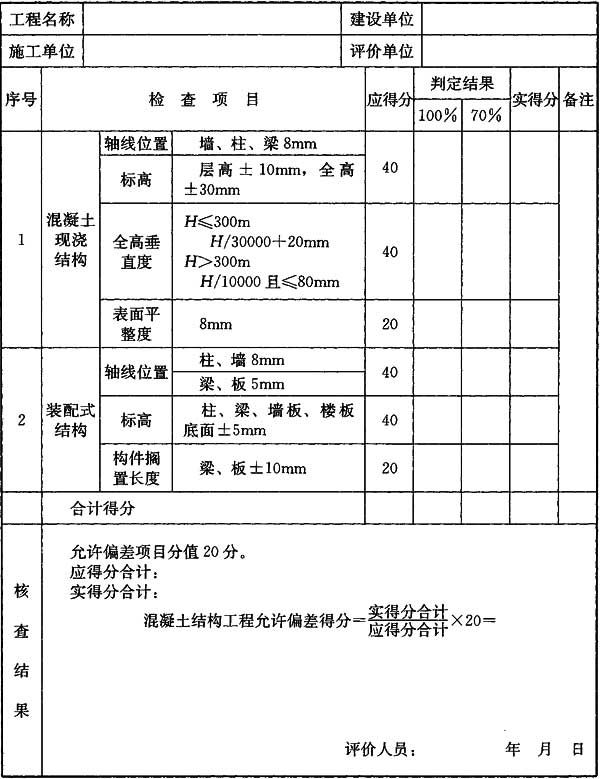 工程名称 建设单位
施工单位 评价单位
序号 检 查 项 目 应得分 判定结果 实得分 备注
100% 70%
1 混凝土现浇结构 轴线位置 墙、柱、梁 8mm 40
标高 层高 ± 10mm，全高
±30mm
全高垂直度 H≤300m 40
H/30000+20mm
H>300m
H/10000 且≤80mm
表面平整度 8mm 20
2 装配式结构 轴线位置 柱、墙 8mm 40
梁、板 5mm
标高 柱、梁、墙板、楼板 40
底面±5mm
构件搁置长度 梁、板±10mm 20
合计得分
核查结果
允许偏差项目分值 20 分。
应得分合计：
实得分合计：
混凝土结构工程允许偏差得分=实得分合计/应得分合计×20=
评价人员： 年 月 日